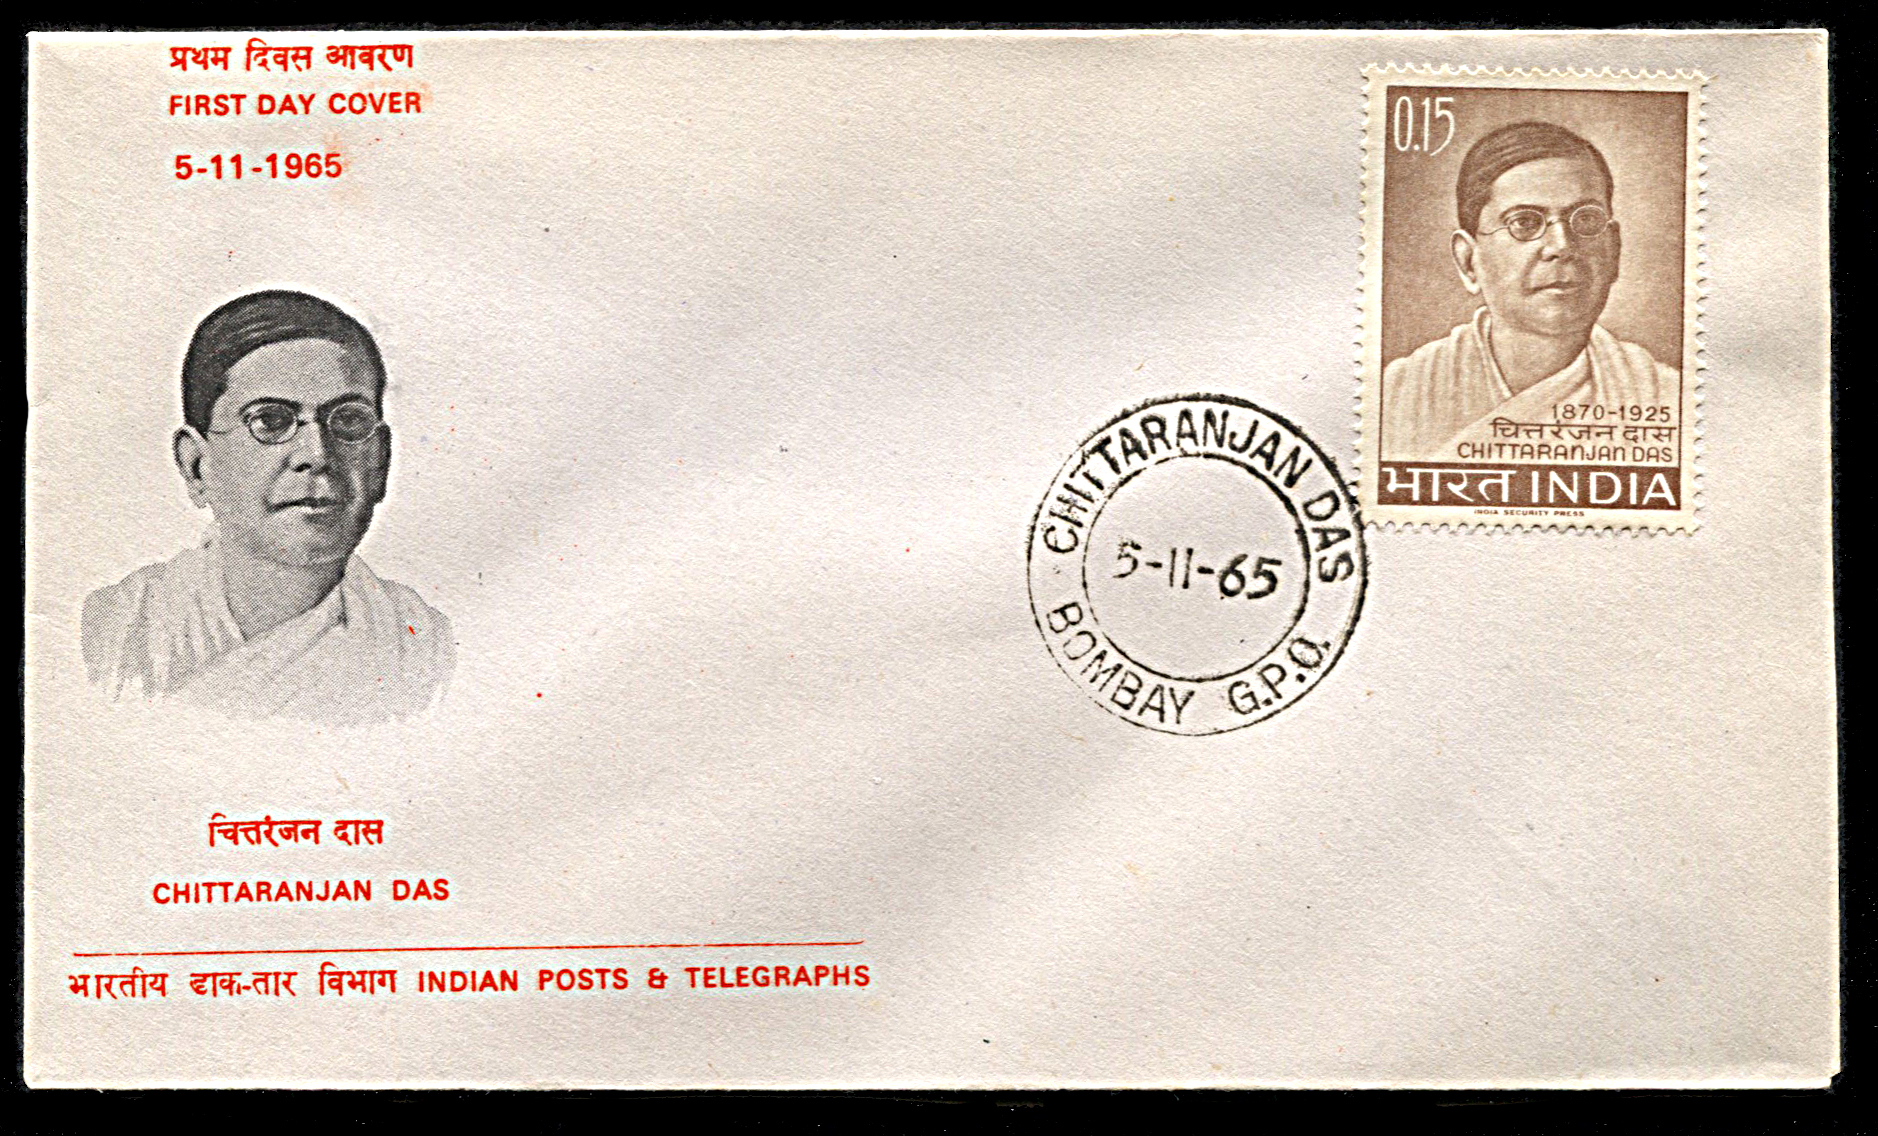 प्रथम दिवस आवरण
FIRST DAY COVER
5-11-1965
0.15
1870-1925
चित्तरंजन दास
CHITTARANJAN DAS
भारत INDIA
INDIA SECURITY PRESS
CHITTARANJAN DAS
5-11-65
BOMBAY G.P.O.
चित्तरंजन दास
CHITTARANJAN DAS
भारतीय डाक-तार विभाग INDIAN POSTS & TELEGRAPHS